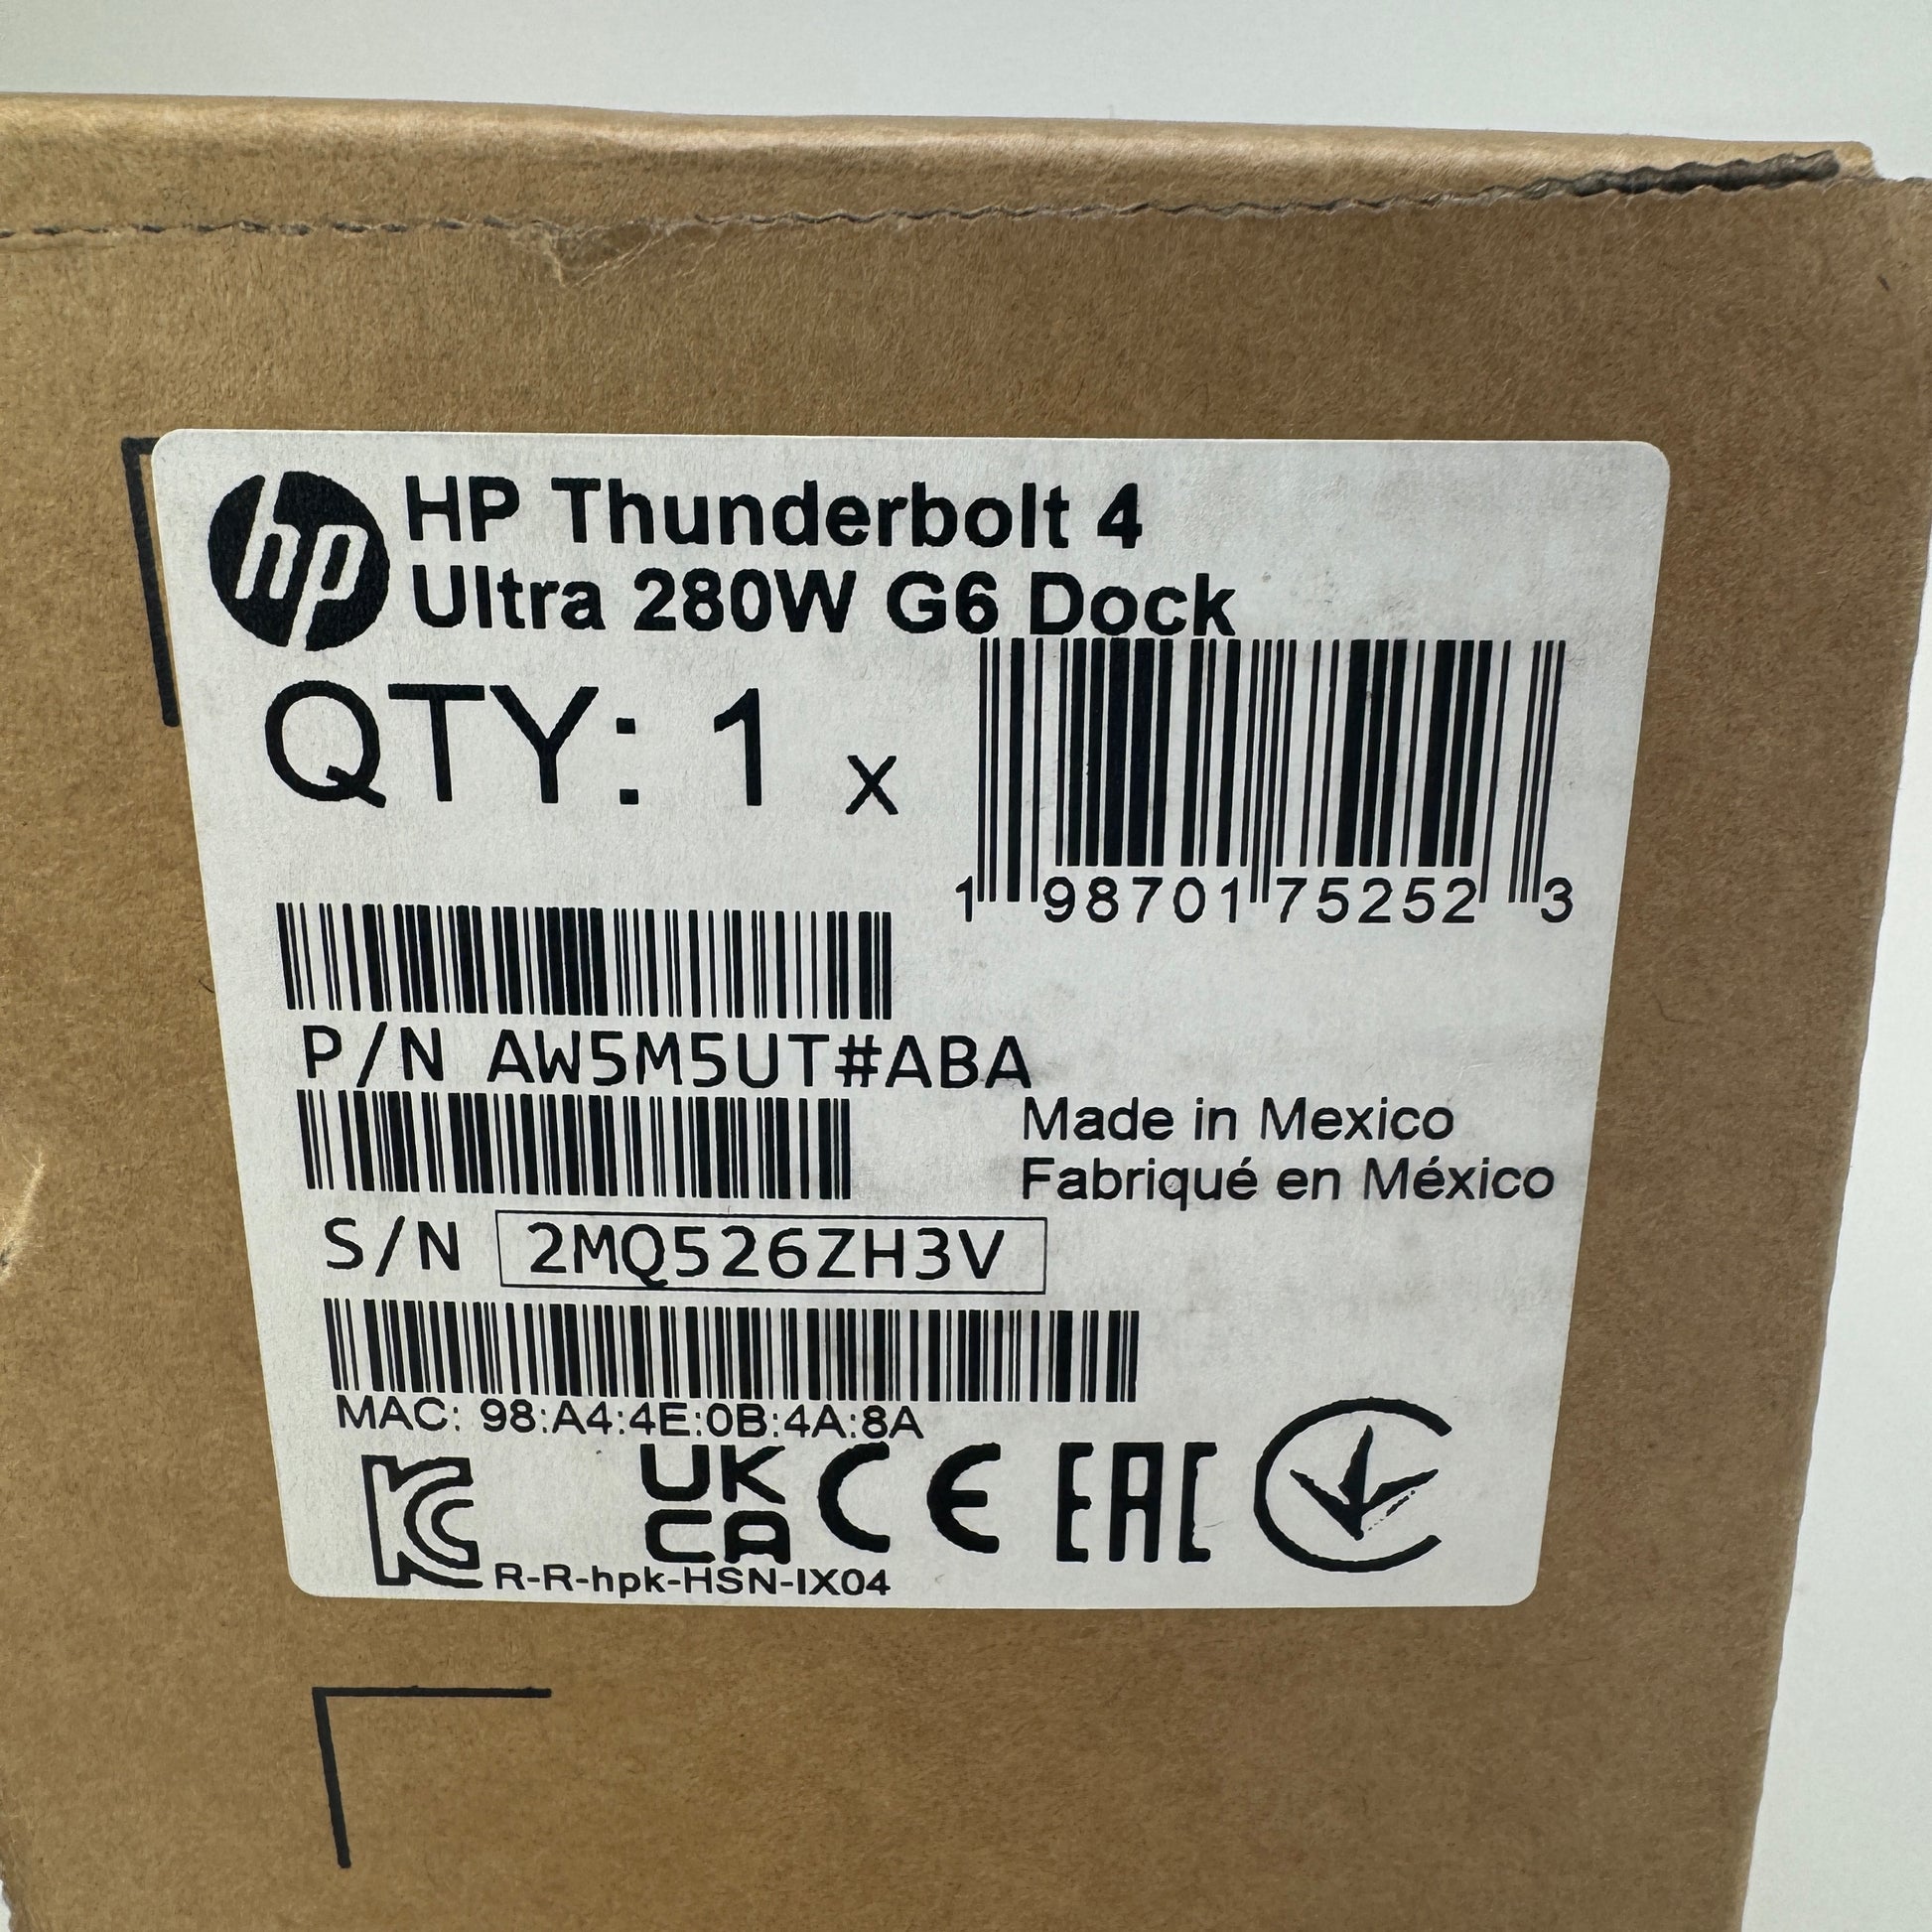 hp
HP Thunderbolt 4
Ultra 280W G6 Dock
QTY: 1 x
1 98701 75252 3
P/N AW5M5UT#ABA
Made in Mexico
Fabriqué en México
S/N 2MQ526ZH3V
MAC: 98:A4:4E:0B:4A:8A
UK
CA
CE
EAC
R-R-hpk-HSN-IX04